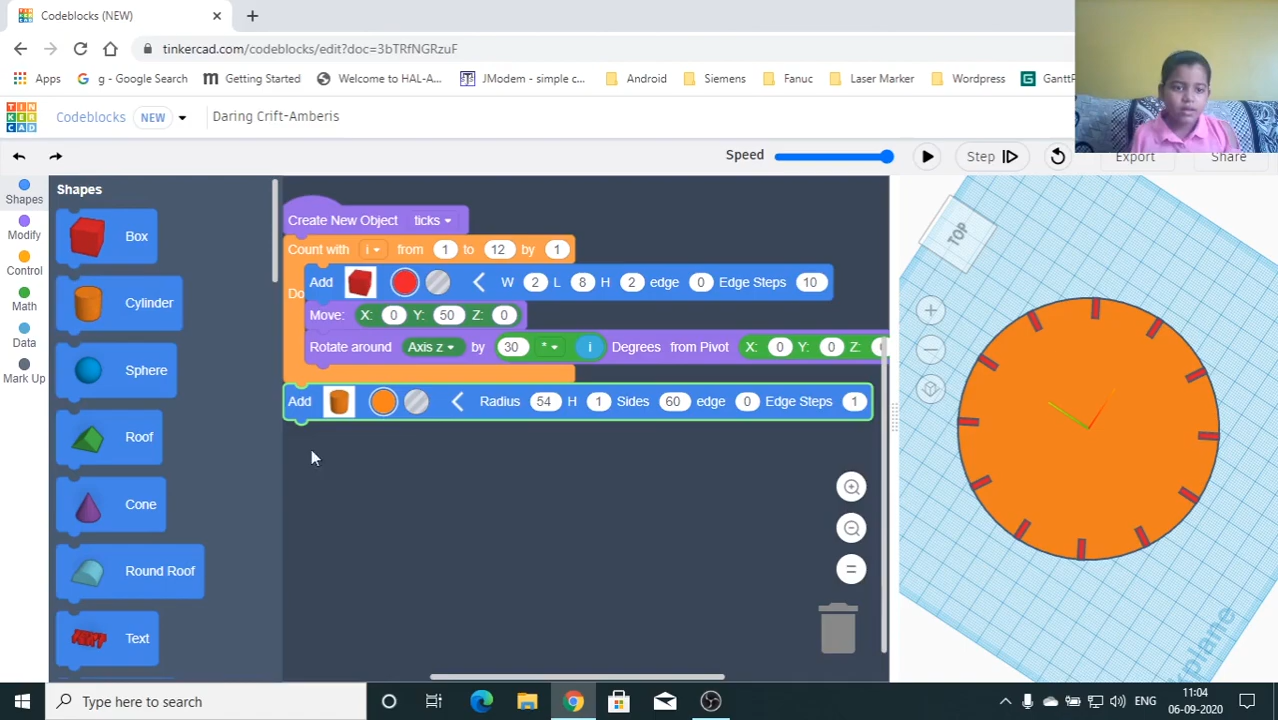 Codeblocks (NEW)
tinkercad.com/codeblocks/edit?doc=3bTRfNGRzuF
Apps
g - Google Search
Getting Started
Welcome to HAL-A...
JModem - simple c...
Android
Siemens
Fanuc
Laser Marker
Wordpress
TIN
KER
CAD
Codeblocks NEW
Daring Crift-Amberis
Speed
Step
Export
Share
Shapes
Modify
Control
Math
Data
Mark Up
Shapes
Box
Cylinder
Sphere
Roof
Cone
Round Roof
Text
Create New Object ticks
Count with i from 1 to 12 by 1
Do
Add W 2 L 8 H 2 edge 0 Edge Steps 10
Move: X: 0 Y: 50 Z: 0
Rotate around Axis z by 30 * i Degrees from Pivot X: 0 Y: 0 Z:
Add Radius 54 H 1 Sides 60 edge 0 Edge Steps 1
TOP
Type here to search
ENG
11:04
06-09-2020